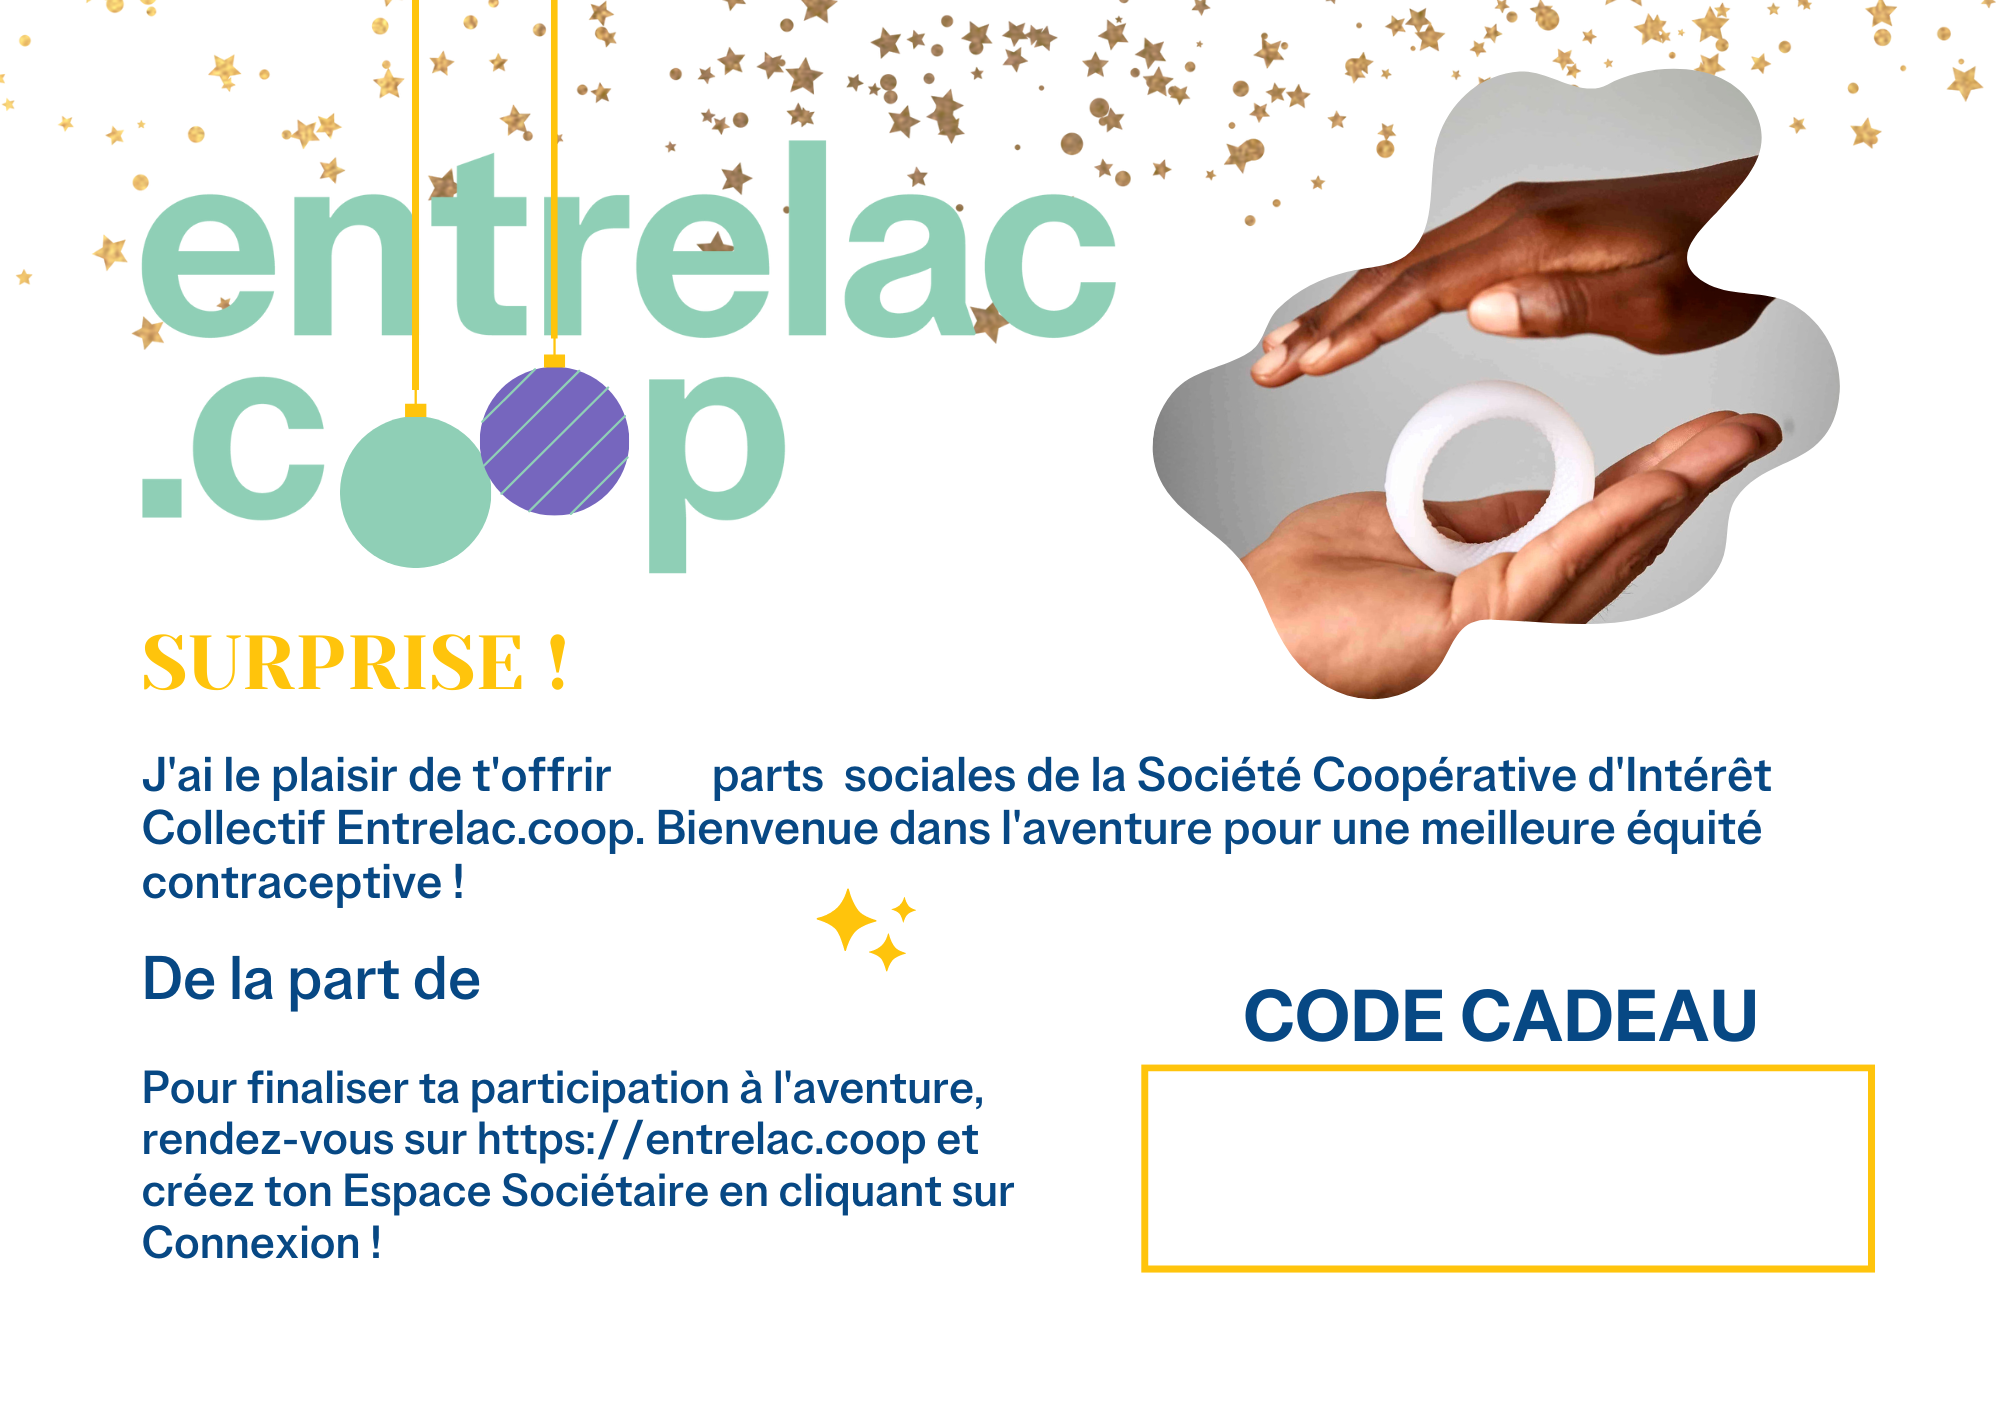 entrelac
.coop
SURPRISE !
J'ai le plaisir de t'offrir parts sociales de la Société Coopérative d'Intérêt
Collectif Entrelac.coop. Bienvenue dans l'aventure pour une meilleure équité
contraceptive !
De la part de
CODE CADEAU
Pour finaliser ta participation à l'aventure,
rendez-vous sur https://entrelac.coop et
créez ton Espace Sociétaire en cliquant sur
Connexion !